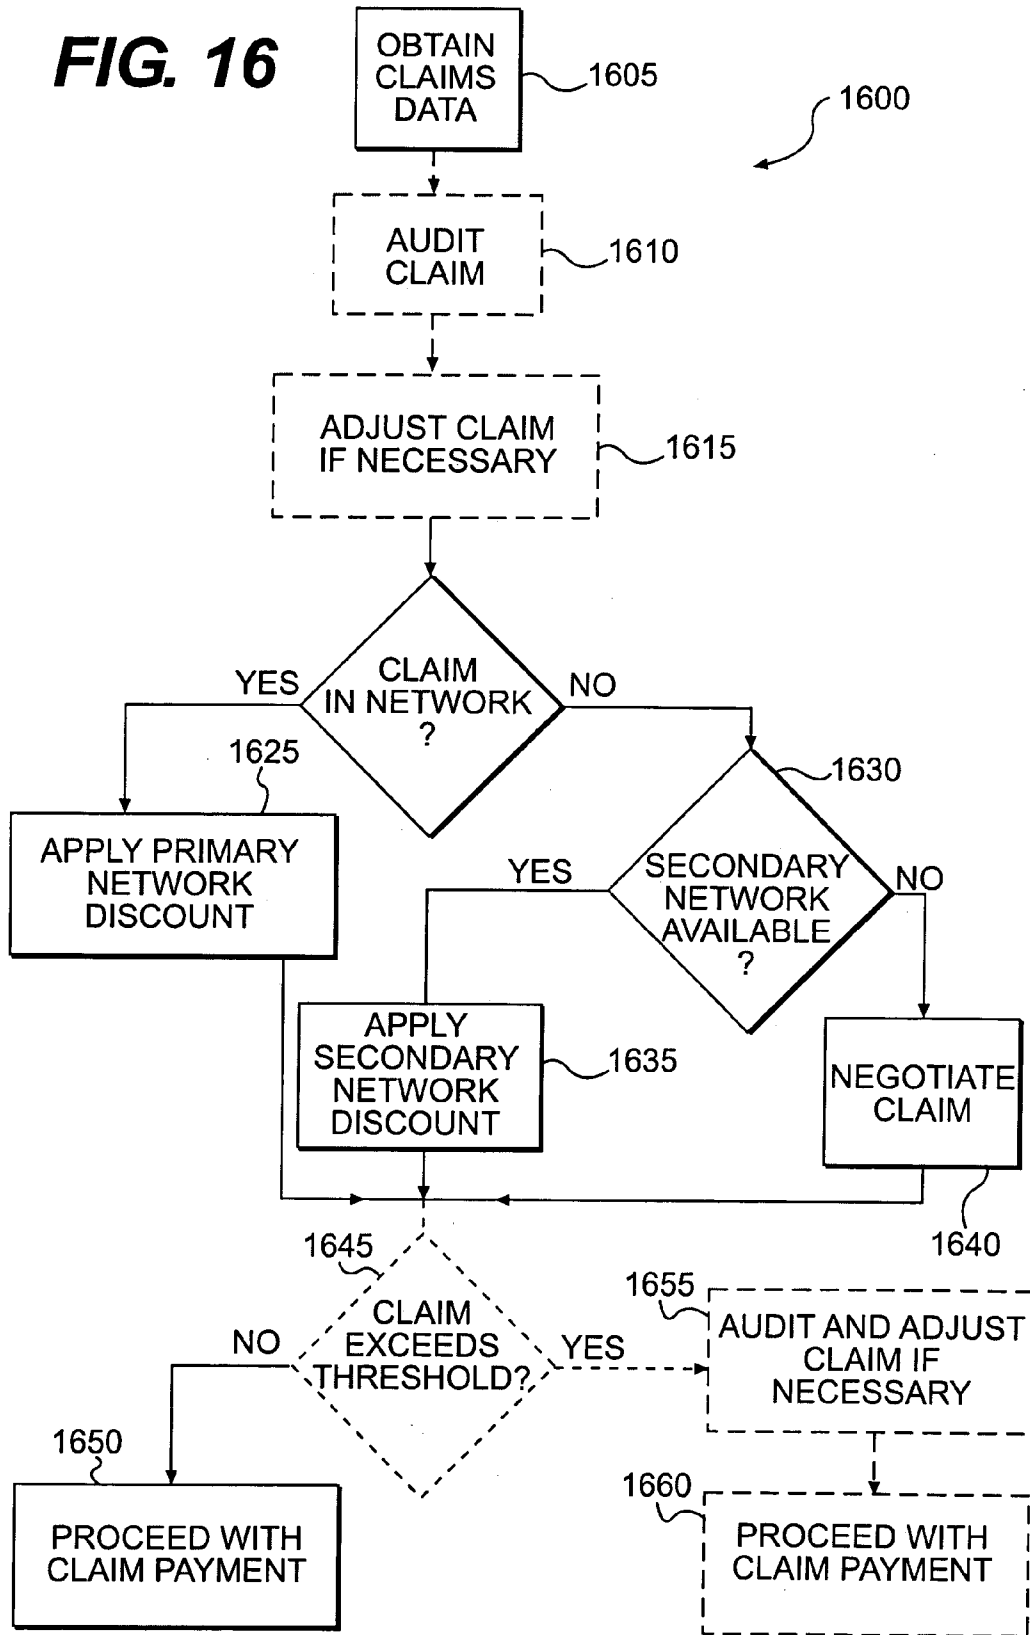 FIG. 16
OBTAIN
CLAIMS
DATA
1605
1600
AUDIT
CLAIM
1610
ADJUST CLAIM
IF NECESSARY
1615
CLAIM
IN NETWORK
?
YES
NO
1625
1630
APPLY PRIMARY
NETWORK
DISCOUNT
YES
SECONDARY
NETWORK
AVAILABLE
?
NO
APPLY
SECONDARY
NETWORK
DISCOUNT
1635
NEGOTIATE
CLAIM
1640
1645
CLAIM
EXCEEDS
THRESHOLD?
NO
YES
1655
AUDIT AND ADJUST
CLAIM IF
NECESSARY
1650
PROCEED WITH
CLAIM PAYMENT
1660
PROCEED WITH
CLAIM PAYMENT